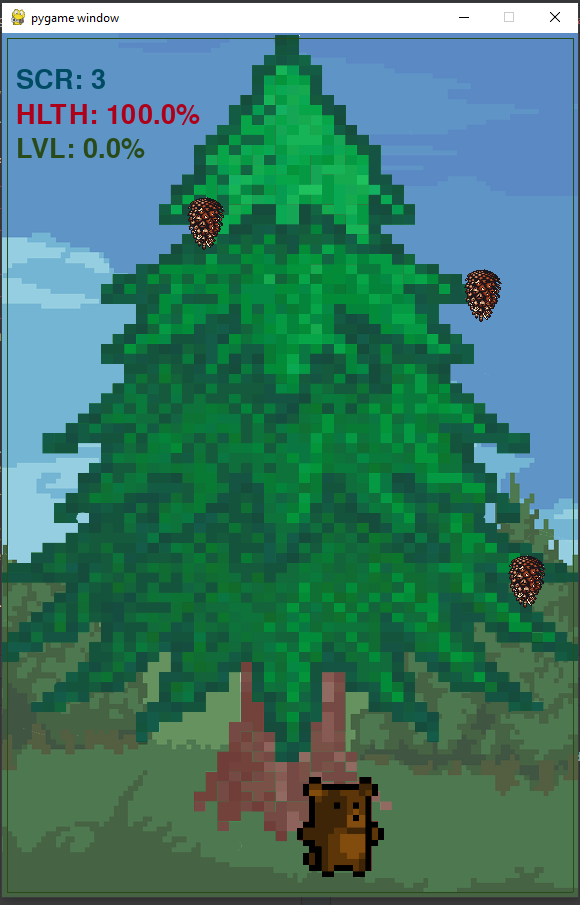 pygame window
SCR: 3
HLTH: 100.0%
LVL: 0.0%